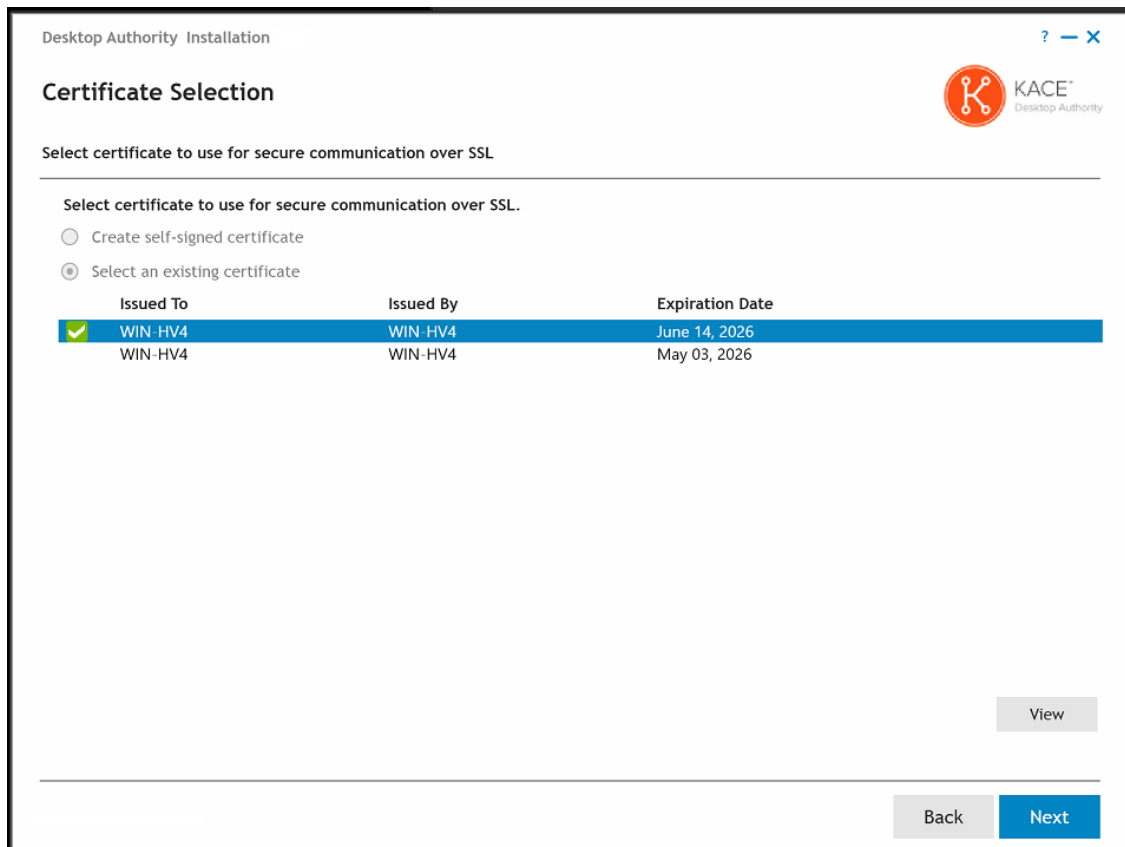 Desktop Authority Installation
? 
Certificate Selection
KACE™
Desktop Authority
Select certificate to use for secure communication over SSL
Select certificate to use for secure communication over SSL.
Create self-signed certificate
Select an existing certificate
Issued To Issued By Expiration Date
WIN-HV4 WIN-HV4 June 14, 2026
WIN-HV4 WIN-HV4 May 03, 2026
View
Back Next